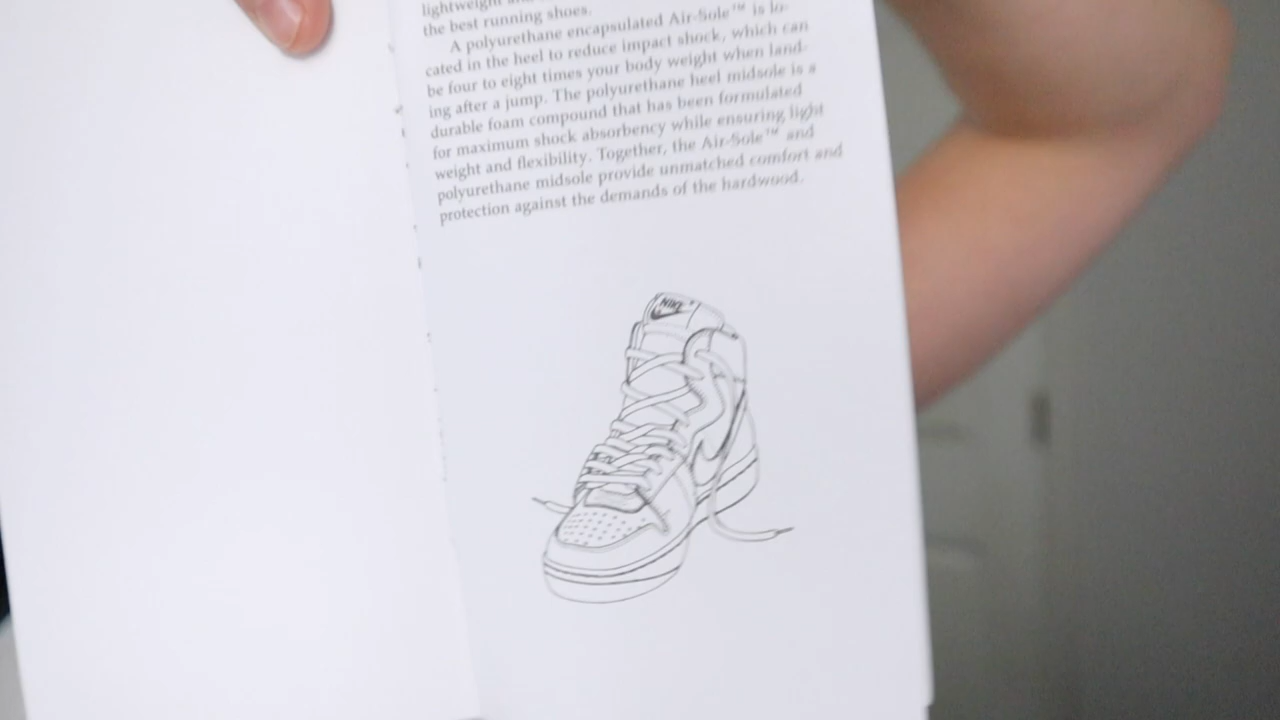 lightweight
the best running shoes.
A polyurethane encapsulated Air-Sole™ is lo-
cated in the heel to reduce impact shock, which can
be four to eight times your body weight when land-
ing after a jump. The polyurethane heel midsole is a
durable foam compound that has been formulated
for maximum shock absorbency while ensuring light
weight and flexibility. Together, the Air-Sole™ and
polyurethane midsole provide unmatched comfort and
protection against the demands of the hardwood.
NIKE